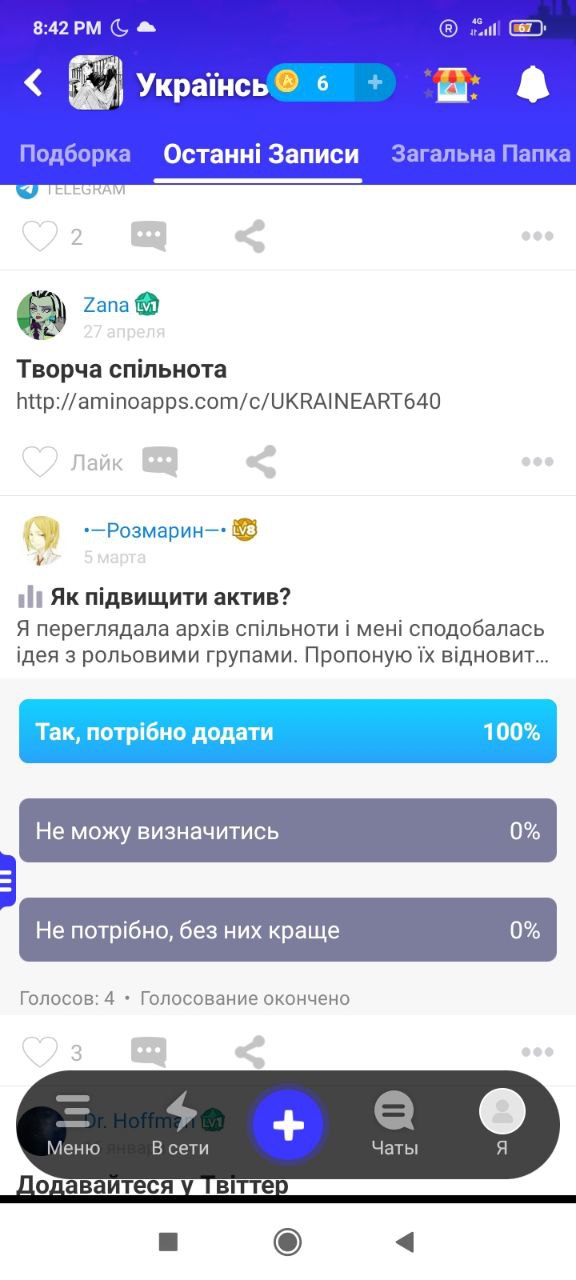 8:42 PM
R 4G 67
Українсь 6 +
Подборка Останні Записи Загальна Папка
TELEGRAM
2
Zana LV1
27 апреля
Творча спільнота
http://aminoapps.com/c/UKRAINEART640
Лайк
•—Розмарин—• LV8
5 марта
Як підвищити актив?
Я переглядала архів спільноти і мені сподобалась
ідея з рольовими групами. Пропоную їх відновит...
Так, потрібно додати 100%
Не можу визначитись 0%
Не потрібно, без них краще 0%
Голосов: 4 • Голосование окончено
3
Dr. Hoffman LV1
Меню В сети Чаты Я
Додавайтеся у Твіттер